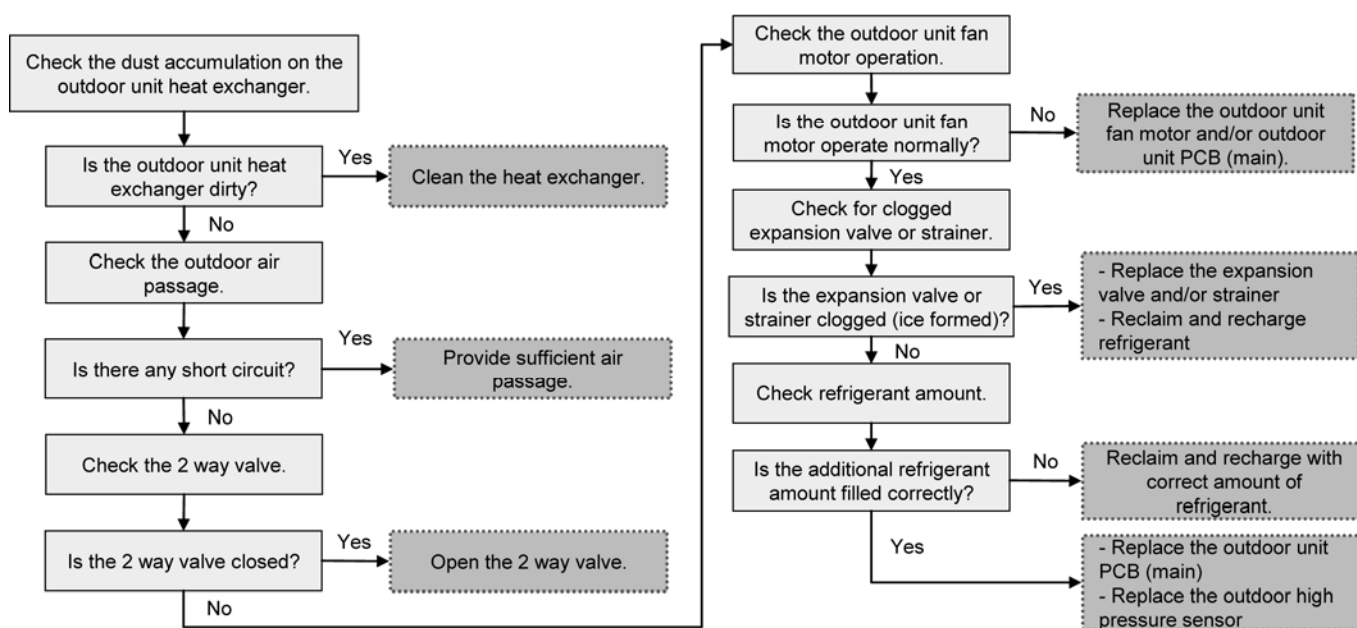 Check the dust accumulation on the
outdoor unit heat exchanger.
Is the outdoor unit heat
exchanger dirty?
Yes
Clean the heat exchanger.
No
Check the outdoor air
passage.
Is there any short circuit?
Yes
Provide sufficient air
passage.
No
Check the 2 way valve.
Is the 2 way valve closed?
Yes
Open the 2 way valve.
No
Check the outdoor unit fan
motor operation.
Is the outdoor unit fan
motor operate normally?
No
Replace the outdoor unit
fan motor and/or outdoor
unit PCB (main).
Yes
Check for clogged
expansion valve or strainer.
Is the expansion valve or
strainer clogged (ice formed)?
Yes
- Replace the expansion
valve and/or strainer
- Reclaim and recharge
refrigerant
No
Check refrigerant amount.
Is the additional refrigerant
amount filled correctly?
No
Reclaim and recharge with
correct amount of
refrigerant.
Yes
- Replace the outdoor unit
PCB (main)
- Replace the outdoor high
pressure sensor